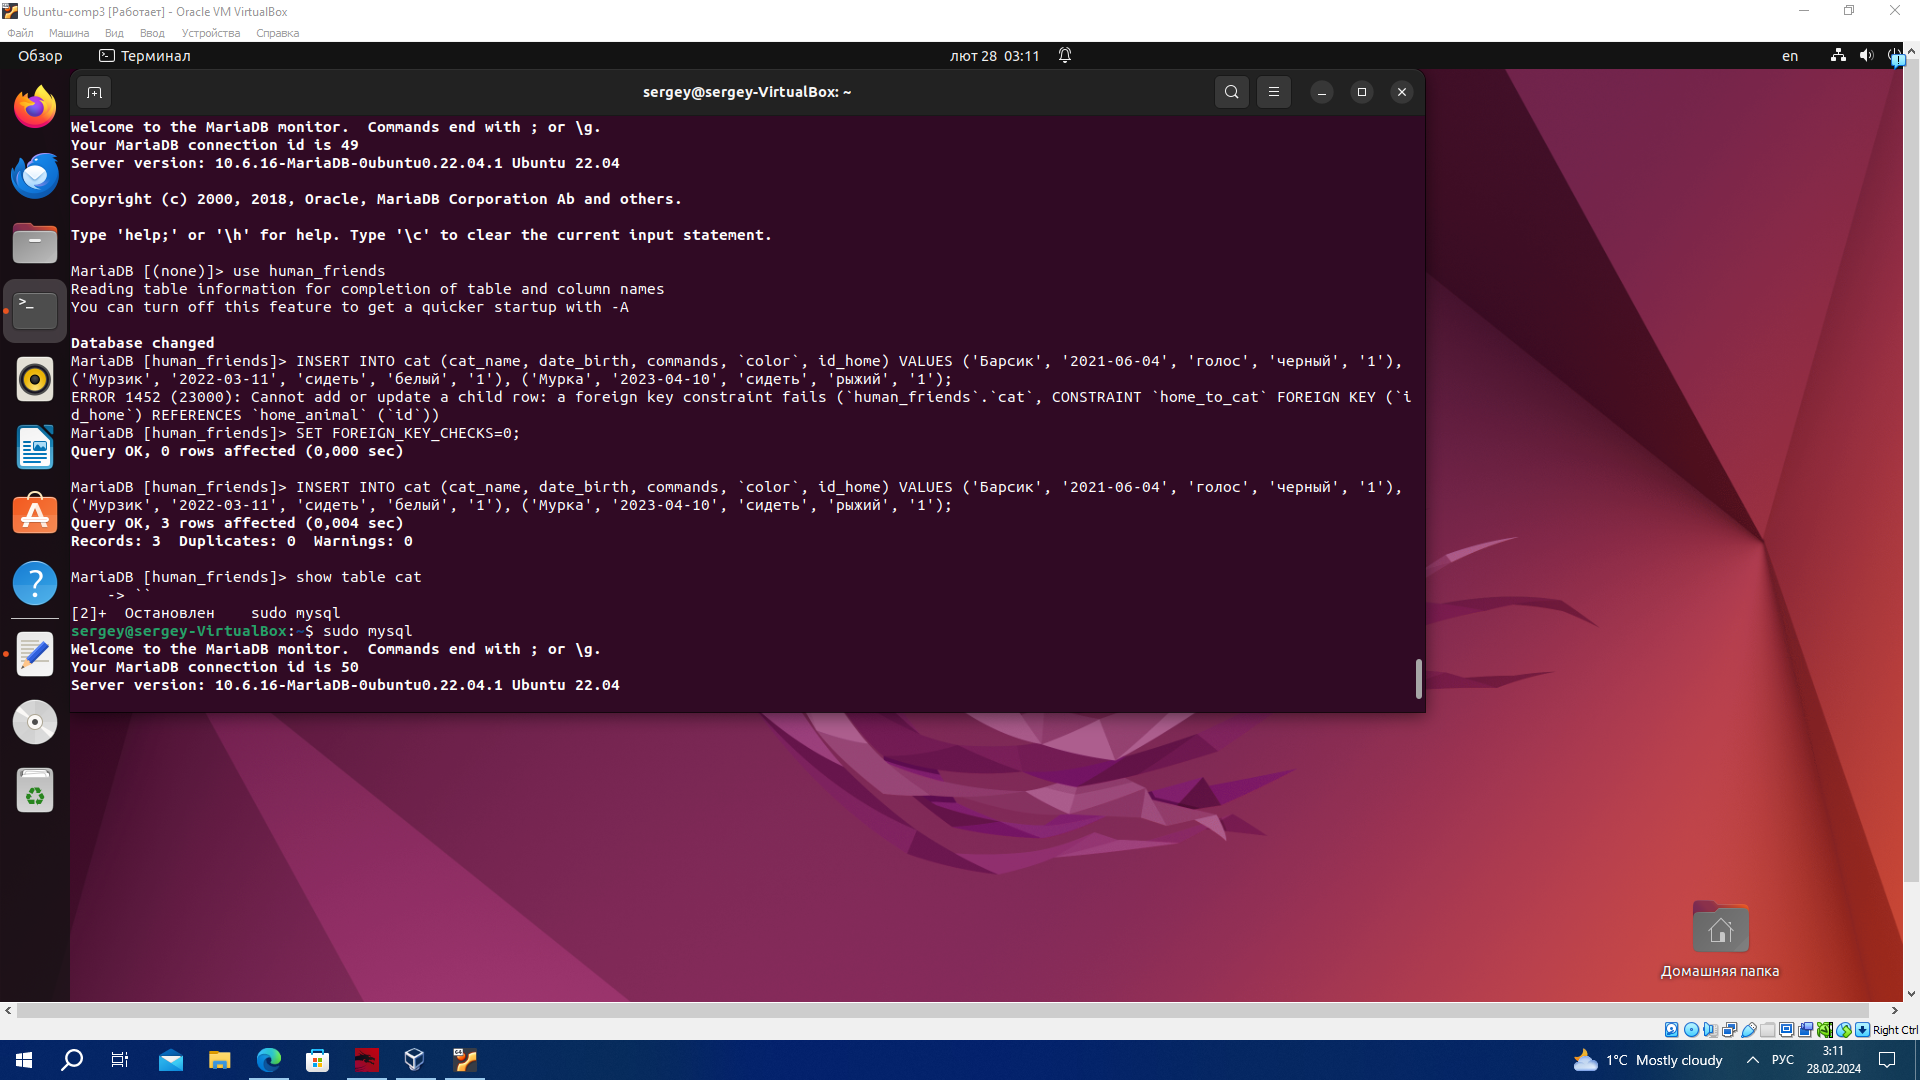 Ubuntu-comp3 [Работает] - Oracle VM VirtualBox
Файл Машина Вид Ввод Устройства Справка
Обзор Терминал лют 28 03:11 en
sergey@sergey-VirtualBox: ~
Welcome to the MariaDB monitor.  Commands end with ; or \g.
Your MariaDB connection id is 49
Server version: 10.6.16-MariaDB-0ubuntu0.22.04.1 Ubuntu 22.04
Copyright (c) 2000, 2018, Oracle, MariaDB Corporation Ab and others.
Type 'help;' or '\h' for help. Type '\c' to clear the current input statement.
MariaDB [(none)]> use human_friends
Reading table information for completion of table and column names
You can turn off this feature to get a quicker startup with -A
Database changed
MariaDB [human_friends]> INSERT INTO cat (cat_name, date_birth, commands, `color`, id_home) VALUES ('Барсик', '2021-06-04', 'голос', 'черный', '1'),
('Мурзик', '2022-03-11', 'сидеть', 'белый', '1'), ('Мурка', '2023-04-10', 'сидеть', 'рыжий', '1');
ERROR 1452 (23000): Cannot add or update a child row: a foreign key constraint fails (`human_friends`.`cat`, CONSTRAINT `home_to_cat` FOREIGN KEY (`i
d_home`) REFERENCES `home_animal` (`id`))
MariaDB [human_friends]> SET FOREIGN_KEY_CHECKS=0;
Query OK, 0 rows affected (0,000 sec)
MariaDB [human_friends]> INSERT INTO cat (cat_name, date_birth, commands, `color`, id_home) VALUES ('Барсик', '2021-06-04', 'голос', 'черный', '1'),
('Мурзик', '2022-03-11', 'сидеть', 'белый', '1'), ('Мурка', '2023-04-10', 'сидеть', 'рыжий', '1');
Query OK, 3 rows affected (0,004 sec)
Records: 3  Duplicates: 0  Warnings: 0
MariaDB [human_friends]> show table cat
    -> ``
[2]+  Остановлен    sudo mysql
sergey@sergey-VirtualBox:~$ sudo mysql
Welcome to the MariaDB monitor.  Commands end with ; or \g.
Your MariaDB connection id is 50
Server version: 10.6.16-MariaDB-0ubuntu0.22.04.1 Ubuntu 22.04
Домашняя папка
Right Ctrl
1°C Mostly cloudy РУС 3:11
28.02.2024